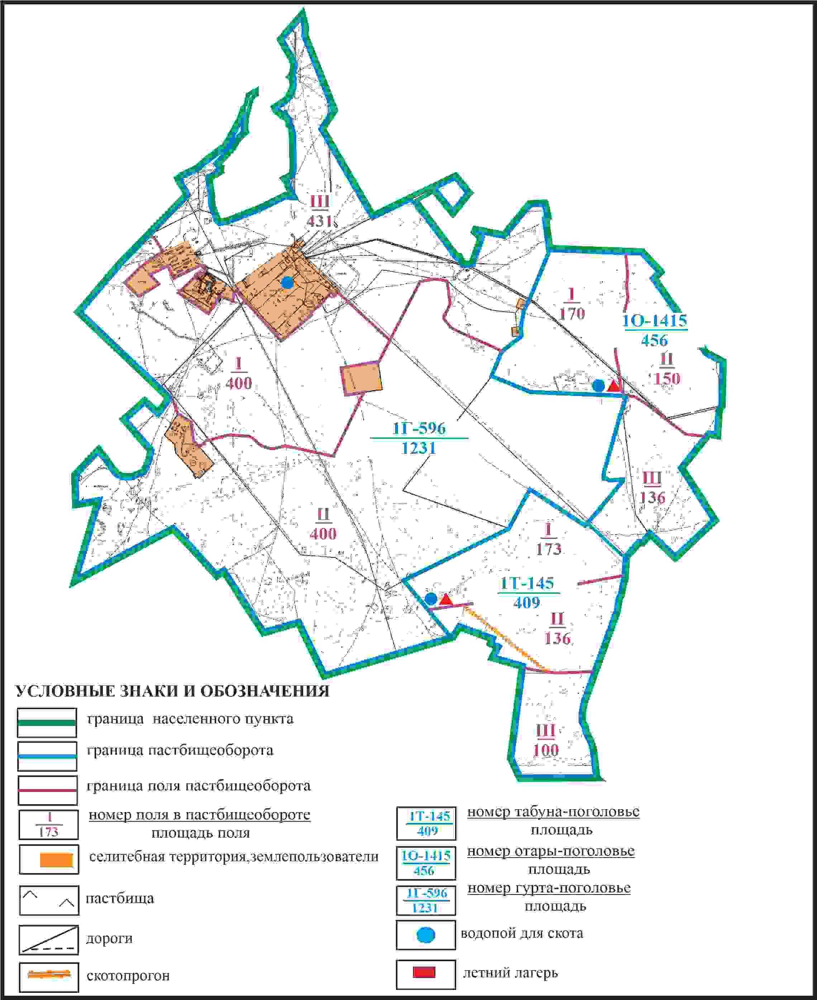 III
431
I
170
1О-1415
456
I
400
II
150
1Г-596
1231
III
136
II
400
I
173
1Т-145
409
II
136
III
100
УСЛОВНЫЕ ЗНАКИ И ОБОЗНАЧЕНИЯ
граница населенного пункта
граница пастбищеоборота
граница поля пастбищеоборота
I
173
номер поля в пастбищеобороте
площадь поля
селитебная территория,землепользователи
пастбища
дороги
скотопрогон
1Т-145
409
номер табуна-поголовье
площадь
1О-1415
456
номер отары-поголовье
площадь
1Г-596
1231
номер гурта-поголовье
площадь
водопой для скота
летний лагерь